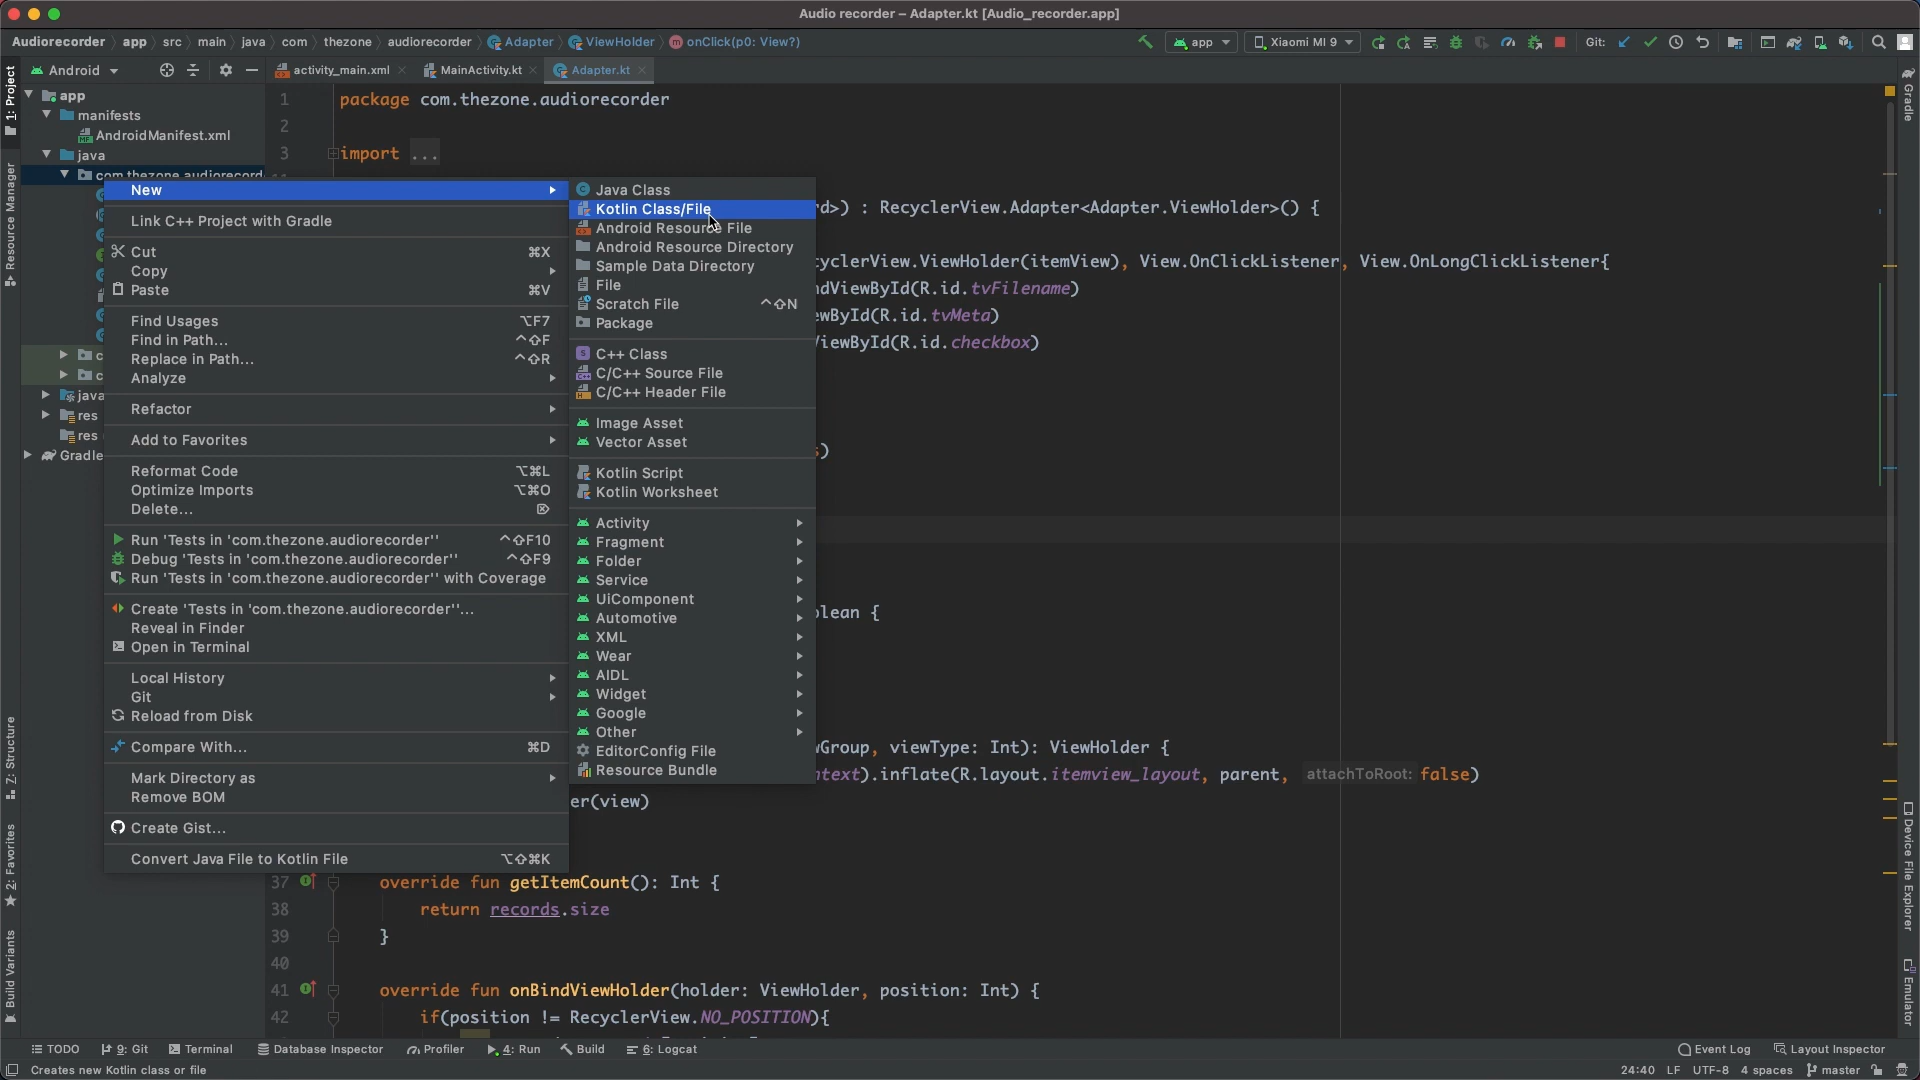 Audio recorder – Adapter.kt [Audio_recorder.app]
Audiorecorder app src main java com thezone audiorecorder Adapter ViewHolder onClick(p0: View?)
app Xiaomi MI 9 Git:
Android
activity_main.xml MainActivity.kt Adapter.kt
1: Project
Resource Manager
Z: Structure
2: Favorites
Build Variants
app
manifests
AndroidManifest.xml
java
com.thezone.audiorecord
java
res
res
Gradle
New
Link C++ Project with Gradle
Cut ⌘X
Copy
Paste ⌘V
Find Usages ⌥F7
Find in Path... ^⇧F
Replace in Path... ^⇧R
Analyze
Refactor
Add to Favorites
Reformat Code ⌥⌘L
Optimize Imports ⌥⌘O
Delete... ⌦
Run 'Tests in 'com.thezone.audiorecorder'' ^⇧F10
Debug 'Tests in 'com.thezone.audiorecorder'' ^⇧F9
Run 'Tests in 'com.thezone.audiorecorder'' with Coverage
Create 'Tests in 'com.thezone.audiorecorder''...
Reveal in Finder
Open in Terminal
Local History
Git
Reload from Disk
Compare With... ⌘D
Mark Directory as
Remove BOM
Create Gist...
Convert Java File to Kotlin File ⌥⇧⌘K
Java Class
Kotlin Class/File
Android Resource File
Android Resource Directory
Sample Data Directory
File
Scratch File ^⇧N
Package
C++ Class
C/C++ Source File
C/C++ Header File
Image Asset
Vector Asset
Kotlin Script
Kotlin Worksheet
Activity
Fragment
Folder
Service
UiComponent
Automotive
XML
Wear
AIDL
Widget
Google
Other
EditorConfig File
Resource Bundle
1 package com.thezone.audiorecorder
2
3 import ...
d>) : RecyclerView.Adapter<Adapter.ViewHolder>() {
cyclerView.ViewHolder(itemView), View.OnClickListener, View.OnLongClickListener{
ndViewById(R.id.tvFilename)
ewById(R.id.tvMeta)
ViewById(R.id.checkbox)
s)
olean {
wGroup, viewType: Int): ViewHolder {
ntext).inflate(R.layout.itemview_layout, parent, attachToRoot: false)
er(view)
37 override fun getItemCount(): Int {
38 return records.size
39 }
40
41 override fun onBindViewHolder(holder: ViewHolder, position: Int) {
42 if(position != RecyclerView.NO_POSITION){
Gradle
Device File Explorer
Emulator
TODO 9: Git Terminal Database Inspector Profiler 4: Run Build 6: Logcat Event Log Layout Inspector
Creates new Kotlin class or file 24:40 LF UTF-8 4 spaces master